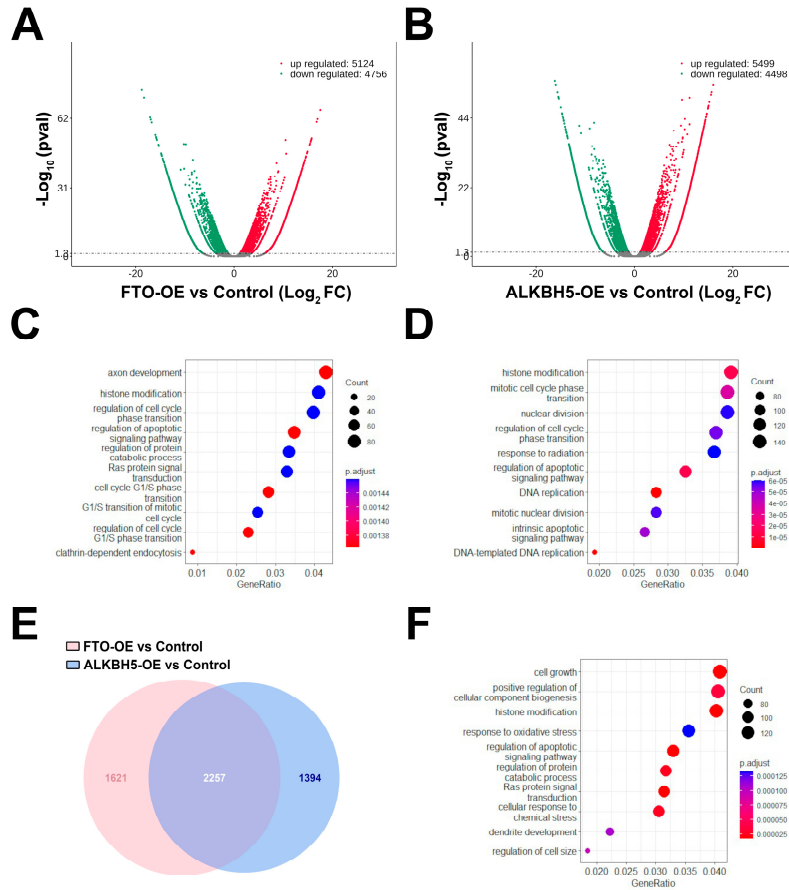 A
up regulated: 5124
down regulated: 4756
-Log10 (pval)
62
31
0
-20
0
20
FTO-OE vs Control (Log2 FC)
B
up regulated: 5499
down regulated: 4498
-Log10 (pval)
44
22
1.3
0
-20
0
20
ALKBH5-OE vs Control (Log2 FC)
C
axon development
histone modification
regulation of cell cycle
phase transition
regulation of apoptotic
signaling pathway
regulation of protein
catabolic process
Ras protein signal
transduction
cell cycle G1/S phase
transition
G1/S transition of mitotic
cell cycle
regulation of cell cycle
G1/S phase transition
clathrin-dependent endocytosis
0.01
0.02
0.03
0.04
GeneRatio
Count
20
40
60
80
p.adjust
0.00144
0.00142
0.00140
0.00138
D
histone modification
mitotic cell cycle phase
transition
nuclear division
regulation of cell cycle
phase transition
response to radiation
regulation of apoptotic
signaling pathway
DNA replication
mitotic nuclear division
intrinsic apoptotic
signaling pathway
DNA-templated DNA replication
0.020
0.025
0.030
0.035
0.040
GeneRatio
Count
80
100
120
140
p.adjust
6e-05
5e-05
4e-05
3e-05
2e-05
1e-05
E
FTO-OE vs Control
ALKBH5-OE vs Control
1621
2257
1394
F
cell growth
positive regulation of
cellular component biogenesis
histone modification
response to oxidative stress
regulation of apoptotic
signaling pathway
regulation of protein
catabolic process
Ras protein signal
transduction
cellular response to
chemical stress
dendrite development
regulation of cell size
0.020
0.025
0.030
0.035
0.040
GeneRatio
Count
80
100
120
p.adjust
0.000125
0.000100
0.000075
0.000050
0.000025